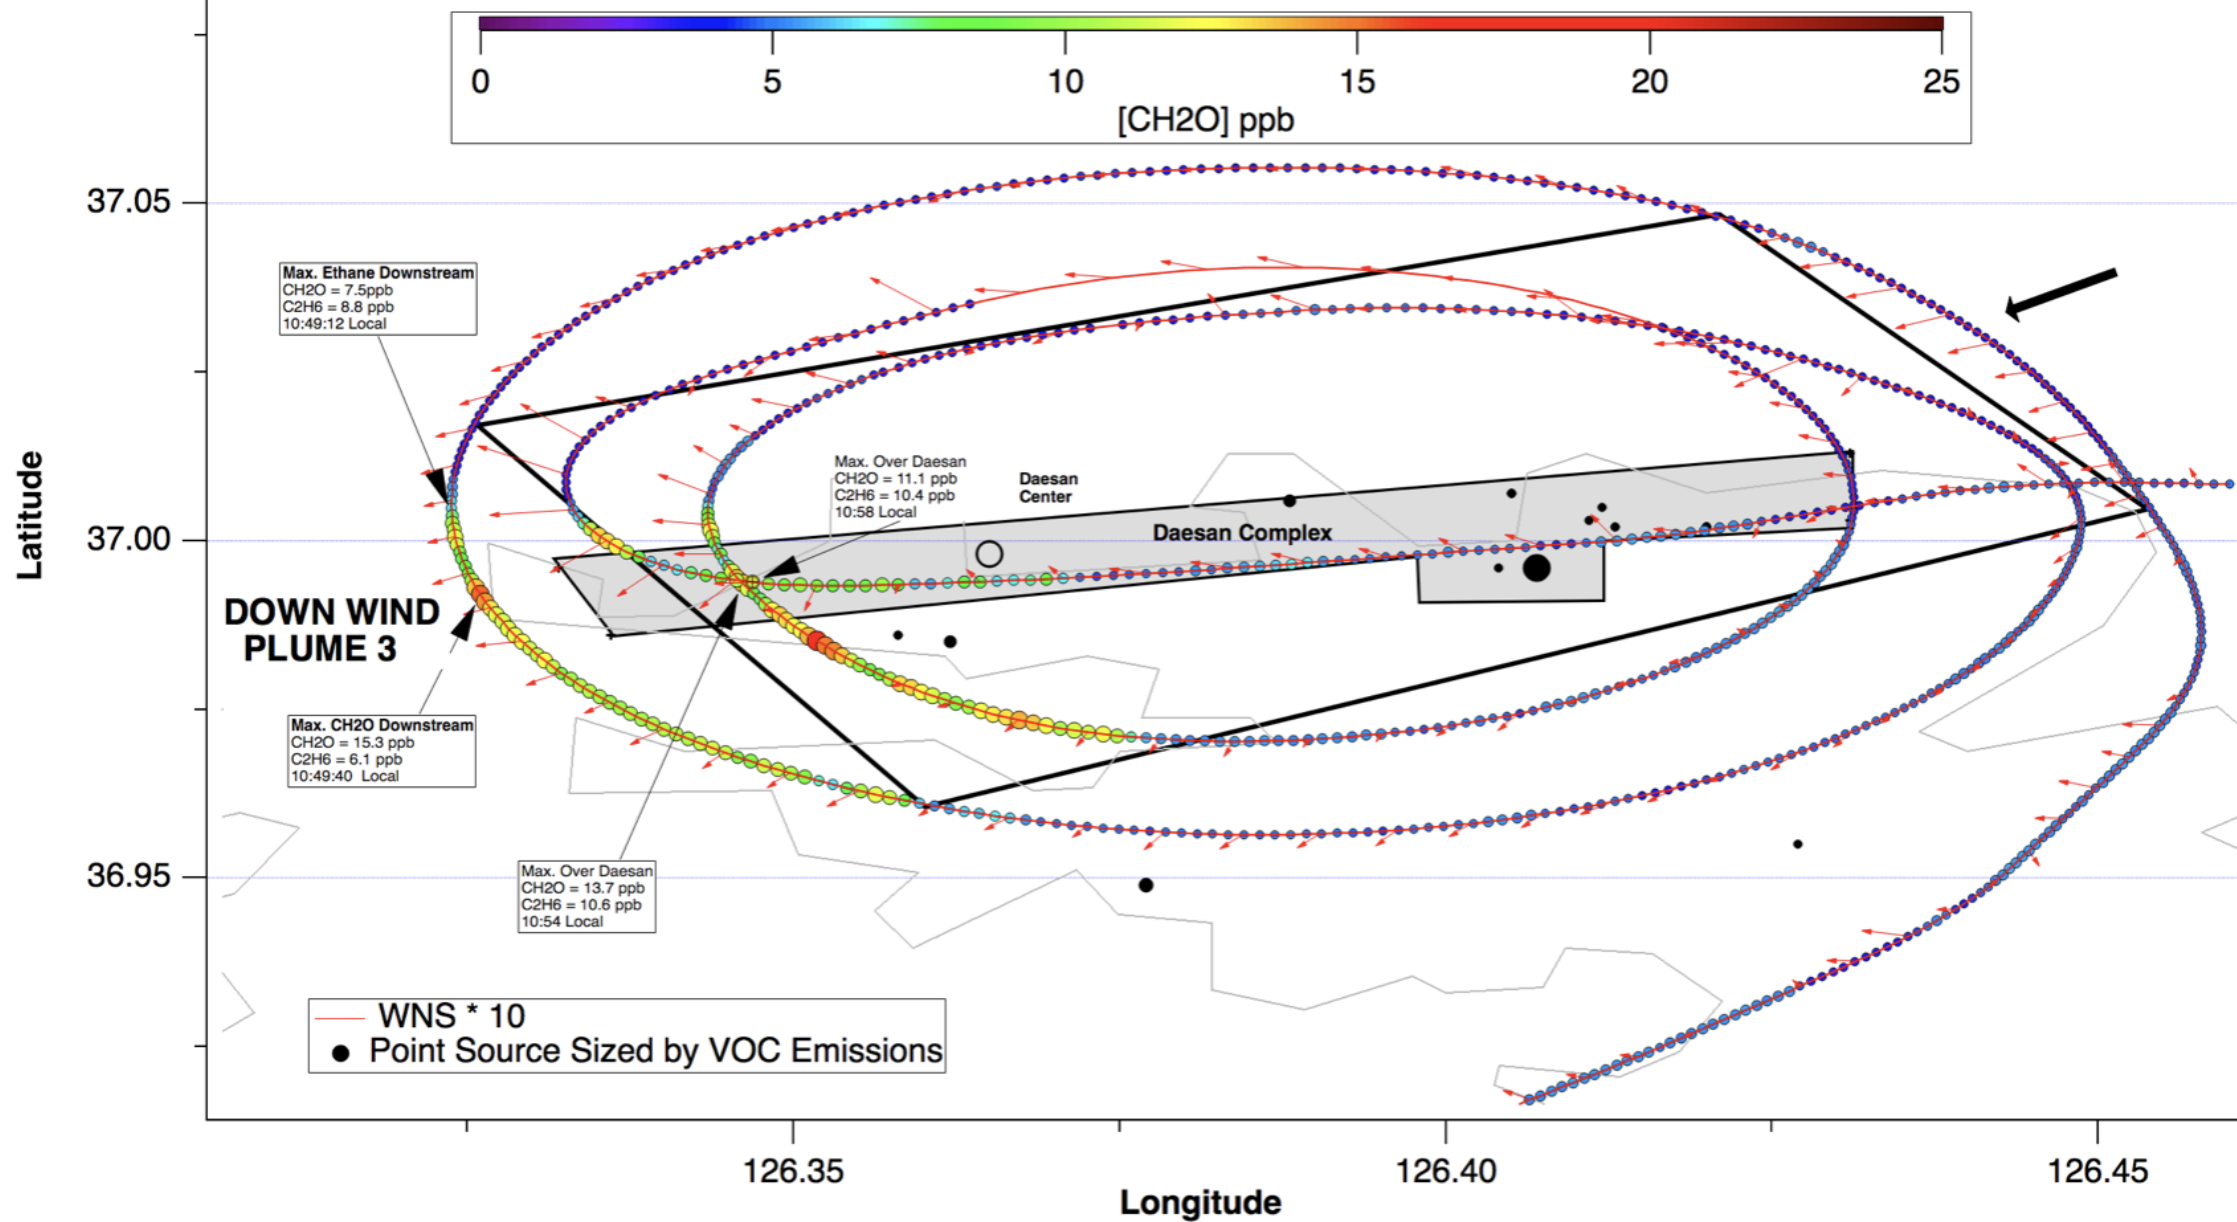 0 5 10 15 20 25
[CH2O] ppb
37.05
37.00
36.95
Latitude
Max. Ethane Downstream
CH2O = 7.5ppb
C2H6 = 8.8 ppb
10:49:12 Local
Max. Over Daesan
CH2O = 11.1 ppb
C2H6 = 10.4 ppb
10:58 Local
Daesan
Center
Daesan Complex
DOWN WIND
PLUME 3
Max. CH2O Downstream
CH2O = 15.3 ppb
C2H6 = 6.1 ppb
10:49:40 Local
Max. Over Daesan
CH2O = 13.7 ppb
C2H6 = 10.6 ppb
10:54 Local
WNS * 10
Point Source Sized by VOC Emissions
126.35 126.40 126.45
Longitude